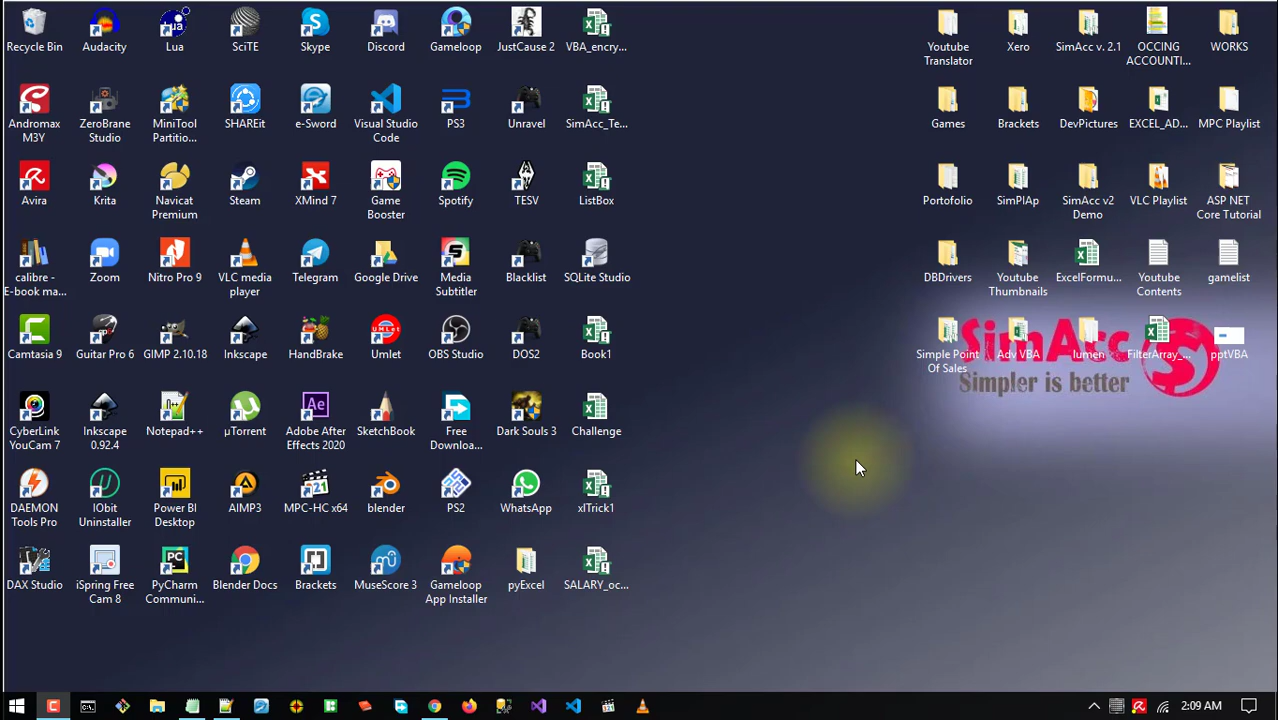 Recycle Bin
Audacity
Lua
SciTE
Skype
Discord
Gameloop
JustCause 2
VBA_encry...
Youtube
Translator
Xero
SimAcc v. 2.1
OCCING
ACCOUNTI...
WORKS
Andromax
M3Y
ZeroBrane
Studio
MiniTool
Partitio...
SHAREit
e-Sword
Visual Studio
Code
PS3
Unravel
SimAcc_Te...
Games
Brackets
DevPictures
EXCEL_AD...
MPC Playlist
Avira
Krita
Navicat
Premium
Steam
XMind 7
Game
Booster
Spotify
TESV
ListBox
Portofolio
SimPlAp
SimAcc v2
Demo
VLC Playlist
ASP NET
Core Tutorial
calibre -
E-book ma...
Zoom
Nitro Pro 9
VLC media
player
Telegram
Google Drive
Media
Subtitler
Blacklist
SQLite Studio
DBDrivers
Youtube
Thumbnails
ExcelFormu...
Youtube
Contents
gamelist
Camtasia 9
Guitar Pro 6
GIMP 2.10.18
Inkscape
HandBrake
Umlet
OBS Studio
DOS2
Book1
Simple Point
Of Sales
Adv VBA
lumen
FilterArray_...
pptVBA
SimAcc
Simpler is better
CyberLink
YouCam 7
Inkscape
0.92.4
Notepad++
µTorrent
Adobe After
Effects 2020
SketchBook
Free
Downloa...
Dark Souls 3
Challenge
DAEMON
Tools Pro
IObit
Uninstaller
Power BI
Desktop
AIMP3
MPC-HC x64
blender
PS2
WhatsApp
xlTrick1
DAX Studio
iSpring Free
Cam 8
PyCharm
Communi...
Blender Docs
Brackets
MuseScore 3
Gameloop
App Installer
pyExcel
SALARY_oc...
2:09 AM